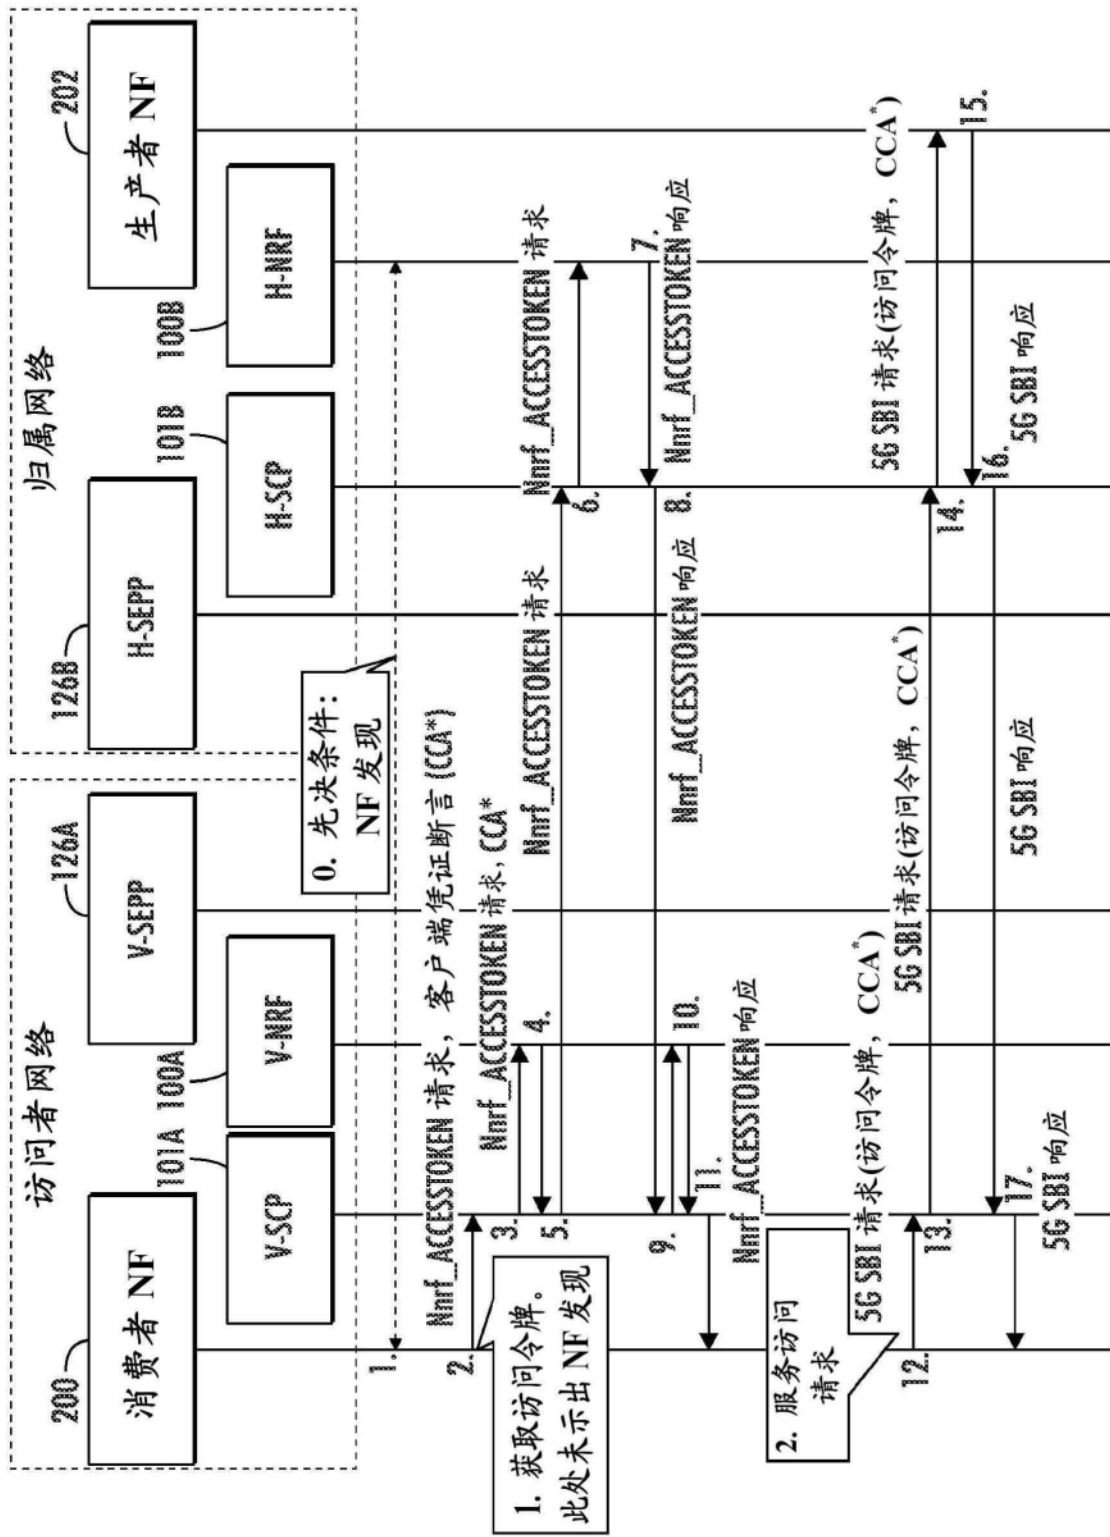 访问者网络
归属网络
200
消费者 NF
101A
V-SCP
100A
V-NRF
126A
V-SEPP
126B
H-SEPP
101B
H-SCP
100B
H-NRF
202
生产者 NF
0. 先决条件:
NF 发现
1.
Nnrf_ACCESSTOKEN 请求, 客户端凭证断言 (CCA*)
2.
1. 获取访问令牌。
此处未示出 NF 发现
Nnrf_ACCESSTOKEN 请求, CCA*
3.
4.
5.
Nnrf_ACCESSTOKEN 请求
6.
Nnrf_ACCESSTOKEN 请求
7.
Nnrf_ACCESSTOKEN 响应
8.
Nnrf_ACCESSTOKEN 响应
9.
10.
11.
Nnrf_ACCESSTOKEN 响应
2. 服务访问
请求
5G SBI 请求(访问令牌, CCA*)
12.
13.
5G SBI 请求(访问令牌, CCA*)
14.
5G SBI 请求(访问令牌, CCA*)
15.
16.
5G SBI 响应
5G SBI 响应
17.
5G SBI 响应